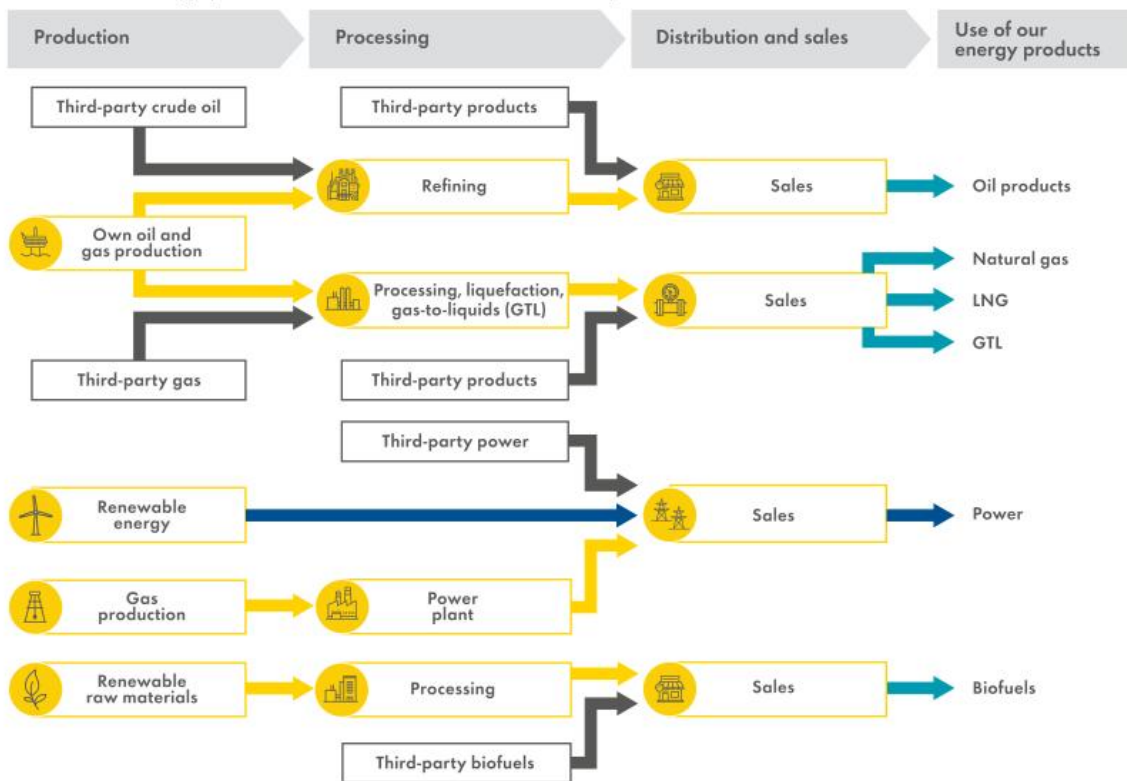 Production
Processing
Distribution and sales
Use of our
energy products
Third-party crude oil
Third-party products
Refining
Sales
Oil products
Own oil and
gas production
Natural gas
Processing, liquefaction,
gas-to-liquids (GTL)
Sales
LNG
GTL
Third-party gas
Third-party products
Third-party power
Renewable
energy
Sales
Power
Gas
production
Power
plant
Renewable
raw materials
Processing
Sales
Biofuels
Third-party biofuels